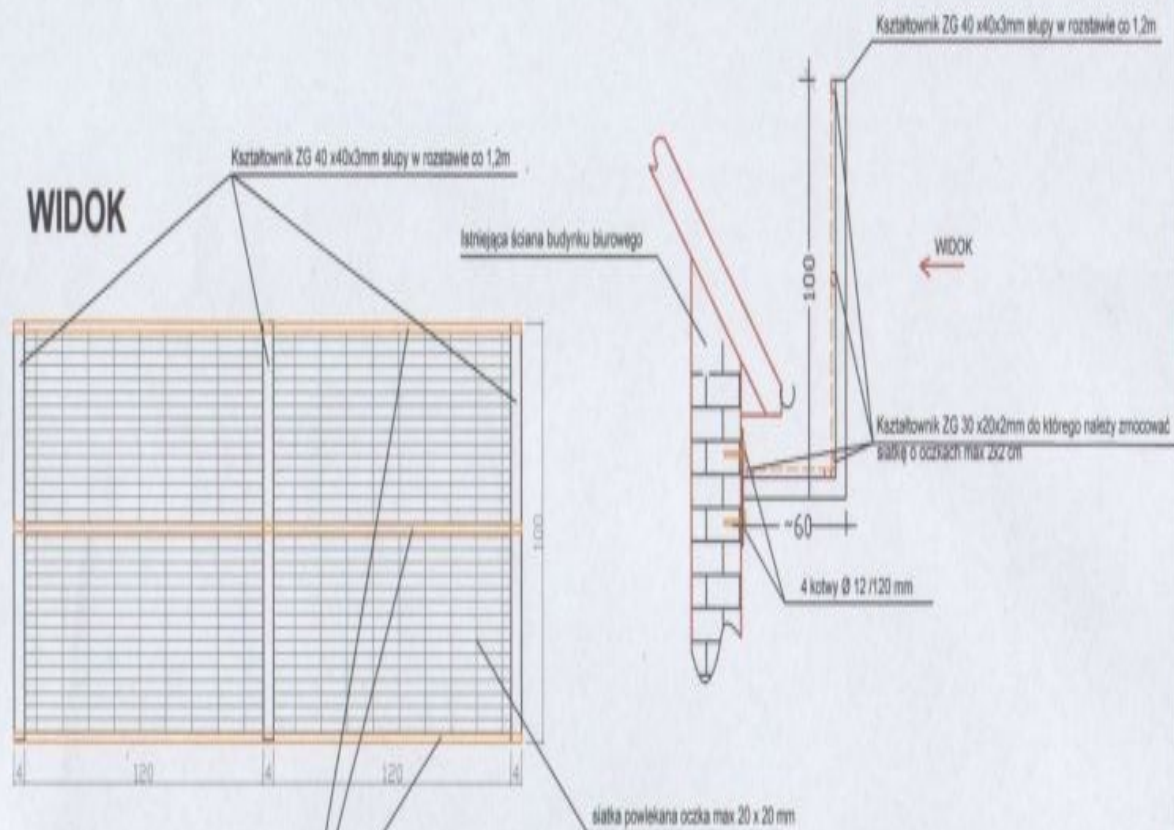 Kształtownik ZG 40 x40x3mm słupy w rozstawie co 1,2m
Kształtownik ZG 40 x40x3mm słupy w rozstawie co 1,2m
WIDOK
Istniejąca ściana budynku biurowego
WIDOK
100
Kształtownik ZG 30 x20x2mm do którego należy zmocować
siatkę o oczkach max 2x2 cm
100
~60
4 kotwy Ø 12 /120 mm
4 120 4 120 4
siatka powlekana oczka max 20 x 20 mm